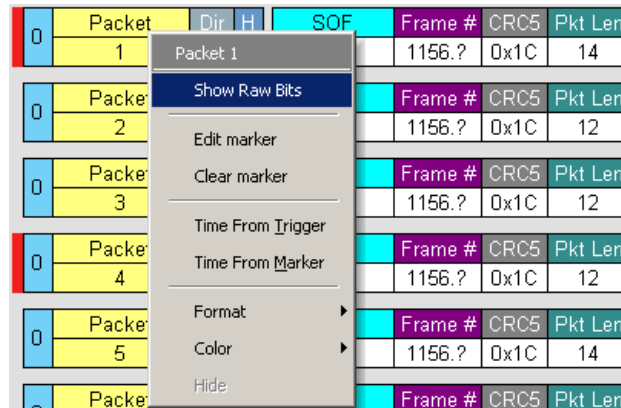 0 Packet Dir H SOF Frame # CRC5 Pkt Len
1 1156.? 0x1C 14
Packet 1
Show Raw Bits
Edit marker
Clear marker
Time From Trigger
Time From Marker
Format
Color
Hide
0 Packet Frame # CRC5 Pkt Len
2 1156.? 0x1C 12
0 Packet Frame # CRC5 Pkt Len
3 1156.? 0x1C 12
0 Packet Frame # CRC5 Pkt Len
4 1156.? 0x1C 12
0 Packet Frame # CRC5 Pkt Len
5 1156.? 0x1C 14
Packet Frame # CRC5 Pkt Len